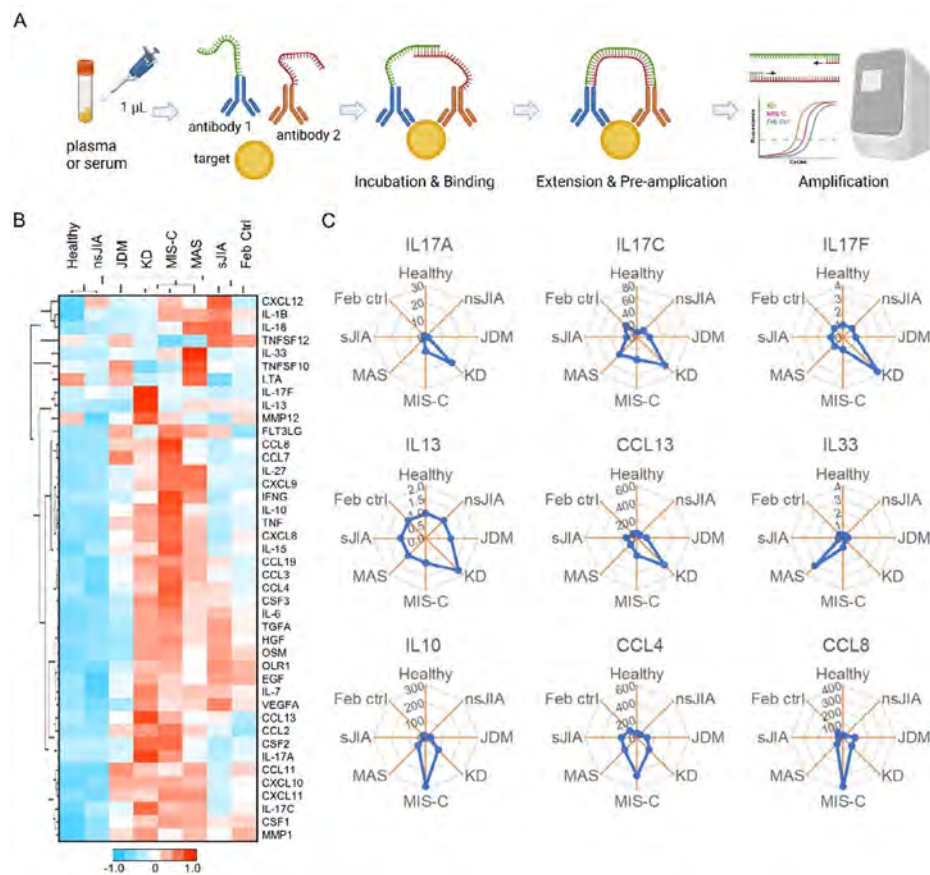 A
1 µL
plasma
or serum
antibody 1
antibody 2
target
Incubation & Binding
Extension & Pre-amplication
Amplification
MIS-C
Cycles
B
Healthy
nsJIA
JDM
KD
MIS-C
MAS
sJIA
Feb Ctrl
CXCL12
IL-1B
IL-18
TNFSF12
IL-33
TNFSF10
LTA
IL-17F
IL-13
MMP12
FLT3LG
CCL8
CCL7
IL-27
CXCL9
IFNG
IL-10
TNF
CXCL8
IL-15
CCL19
CCL3
CCL4
CSF3
IL-6
TGFA
HGF
OSM
OLR1
EGF
IL-7
VEGFA
CCL13
CCL2
CSF2
IL-17A
CCL11
CXCL10
CXCL11
IL-17C
CSF1
MMP1
-1.0 0 1.0
C
IL17A
Healthy
30
20
10
0
Feb ctrl
nsJIA
sJIA
JDM
MAS
KD
MIS-C
IL17C
Healthy
80
60
40
20
0
Feb ctrl
nsJIA
sJIA
JDM
MAS
KD
MIS-C
IL17F
Healthy
4
3
2
1
0
Feb ctrl
nsJIA
sJIA
JDM
MAS
KD
MIS-C
IL13
Healthy
2.0
1.5
1.0
0.5
0.0
Feb ctrl
nsJIA
sJIA
JDM
MAS
KD
MIS-C
CCL13
Healthy
600
400
200
Feb ctrl
nsJIA
sJIA
JDM
MAS
KD
MIS-C
IL33
Healthy
4
3
2
1
Feb ctrl
nsJIA
sJIA
JDM
MAS
KD
MIS-C
IL10
Healthy
300
200
100
Feb ctrl
nsJIA
sJIA
JDM
MAS
KD
MIS-C
CCL4
Healthy
600
400
200
0
Feb ctrl
nsJIA
sJIA
JDM
MAS
KD
MIS-C
CCL8
Healthy
400
300
200
100
Feb ctrl
nsJIA
sJIA
JDM
MAS
KD
MIS-C